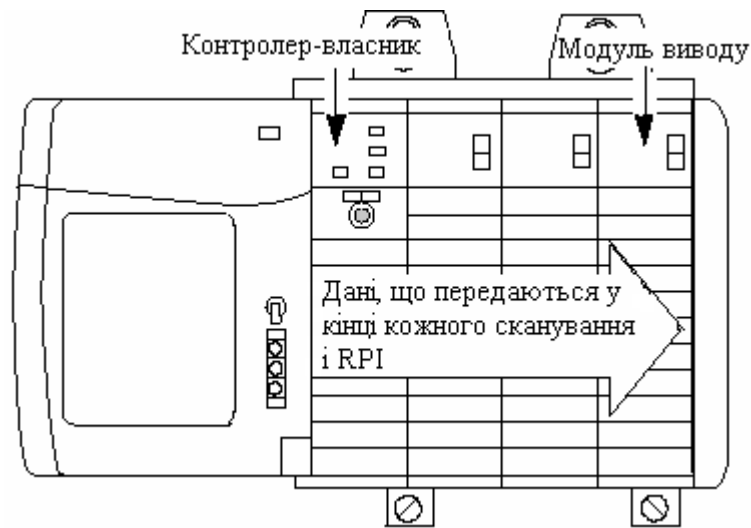 Контролер-власник
Модуль виводу
Дані, що передаються у
кінці кожного сканування
і RPI